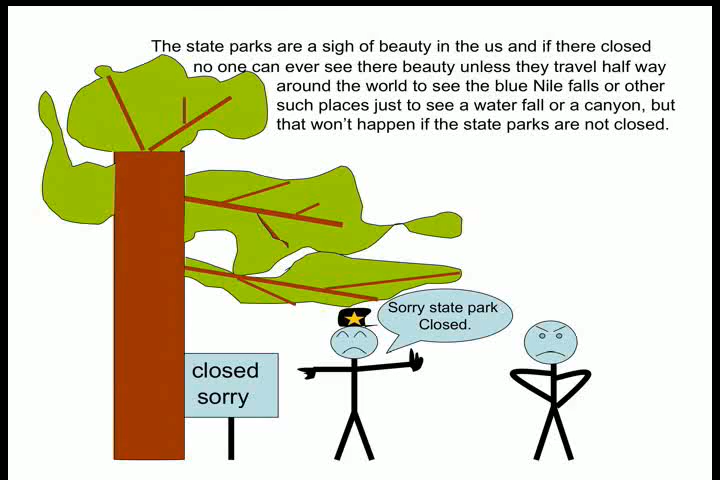 The state parks are a sigh of beauty in the us and if there closed
no one can ever see there beauty unless they travel half way
around the world to see the blue Nile falls or other
such places just to see a water fall or a canyon, but
that won't happen if the state parks are not closed.
Sorry state park
Closed.
closed
sorry